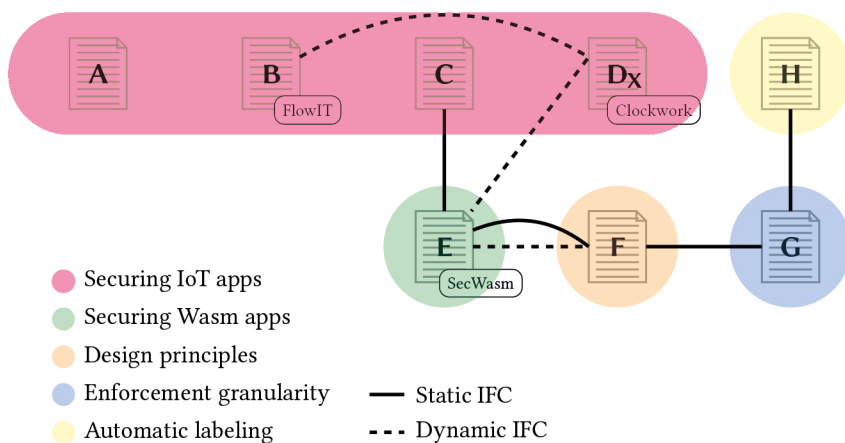 A B C Dx H
FlowIT Clockwork
E F G
SecWasm
Securing IoT apps
Securing Wasm apps
Design principles
Enforcement granularity
Static IFC
Automatic labeling
Dynamic IFC